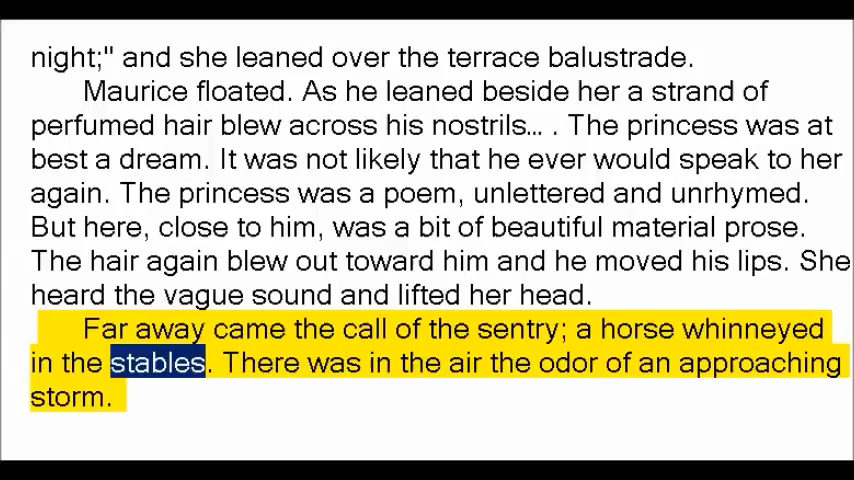 night;" and she leaned over the terrace balustrade.
Maurice floated. As he leaned beside her a strand of
perfumed hair blew across his nostrils... . The princess was at
best a dream. It was not likely that he ever would speak to her
again. The princess was a poem, unlettered and unrhymed.
But here, close to him, was a bit of beautiful material prose.
The hair again blew out toward him and he moved his lips. She
heard the vague sound and lifted her head.
Far away came the call of the sentry; a horse whinneyed
in the stables. There was in the air the odor of an approaching
storm.